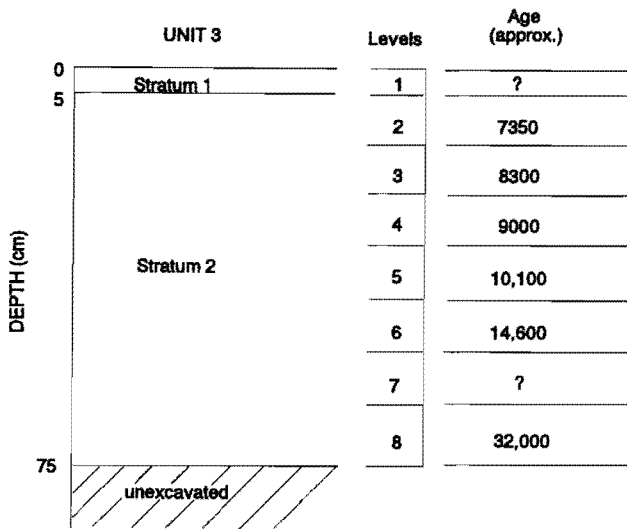 UNIT 3
Levels
Age
(approx.)
0
Stratum 1
1
?
5
2
7350
3
8300
4
9000
DEPTH (cm)
Stratum 2
5
10,100
6
14,600
7
?
8
32,000
75
unexcavated